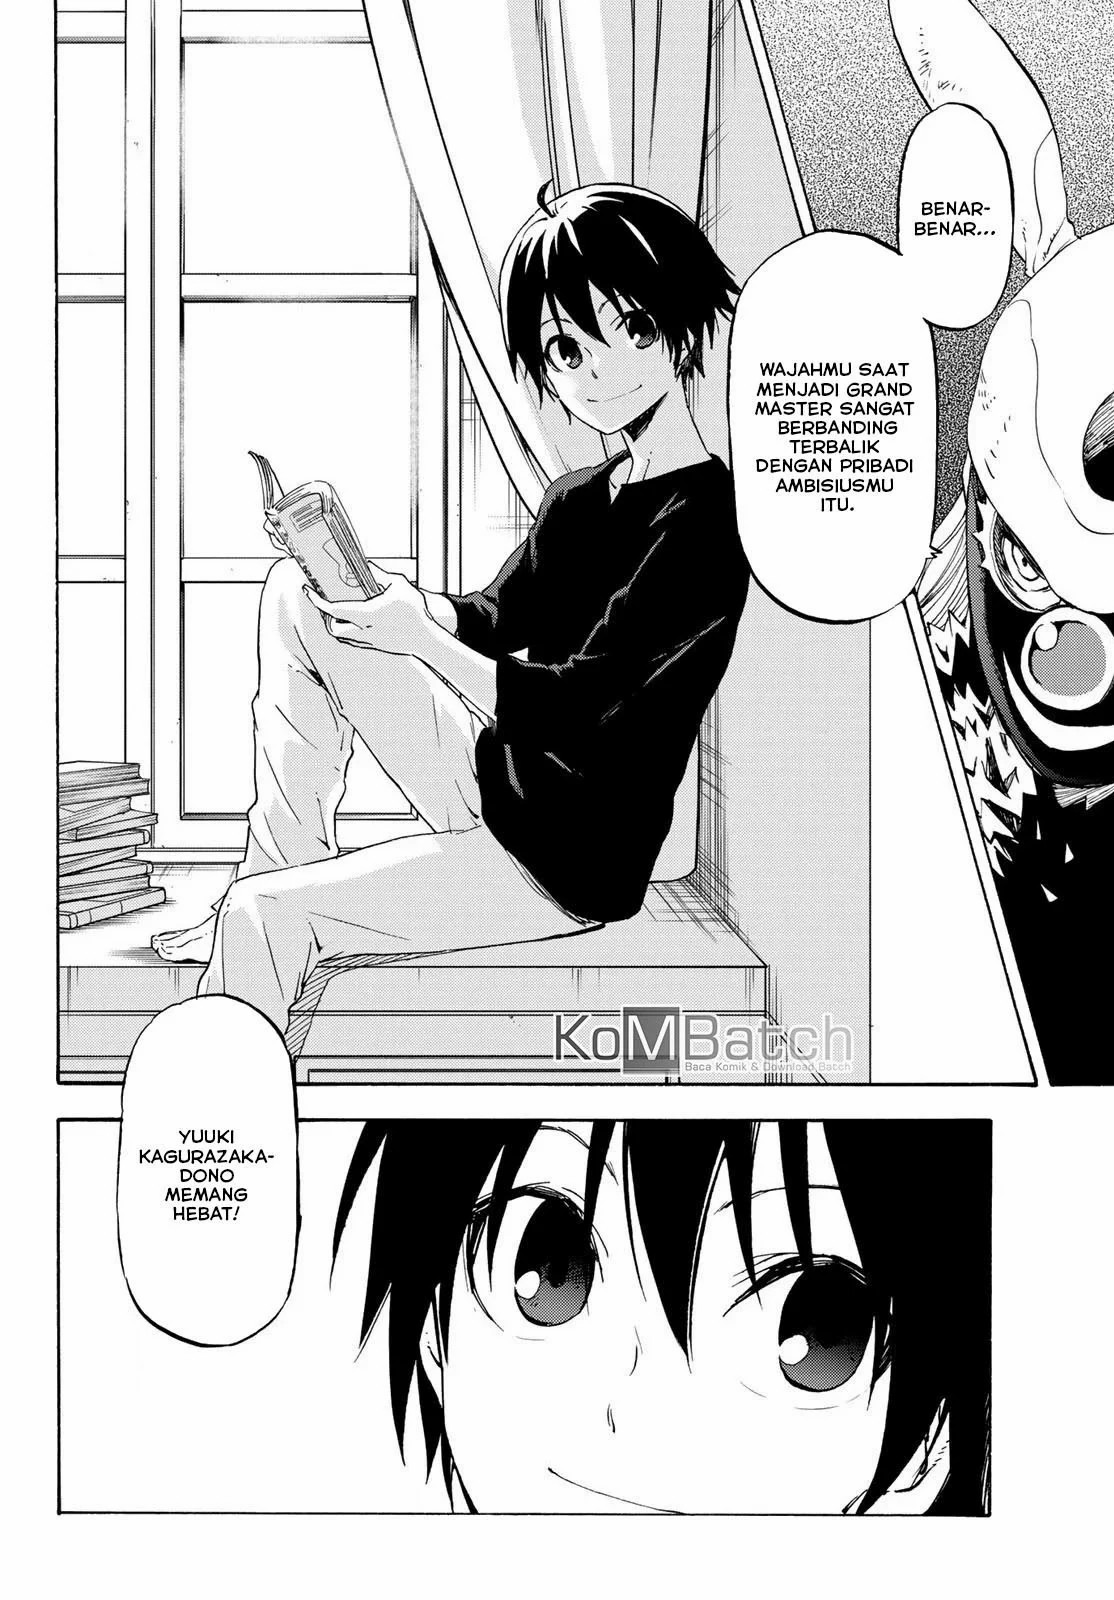 BENAR-
BENAR...
WAJAHMU SAAT
MENJADI GRAND
MASTER SANGAT
BERBANDING
TERBALIK
DENGAN PRIBADI
AMBISIUSMU
ITU.
KoMBatch
Baca Komik & Download Batch
YUUKI
KAGURAZAKA-
DONO
MEMANG
HEBAT!